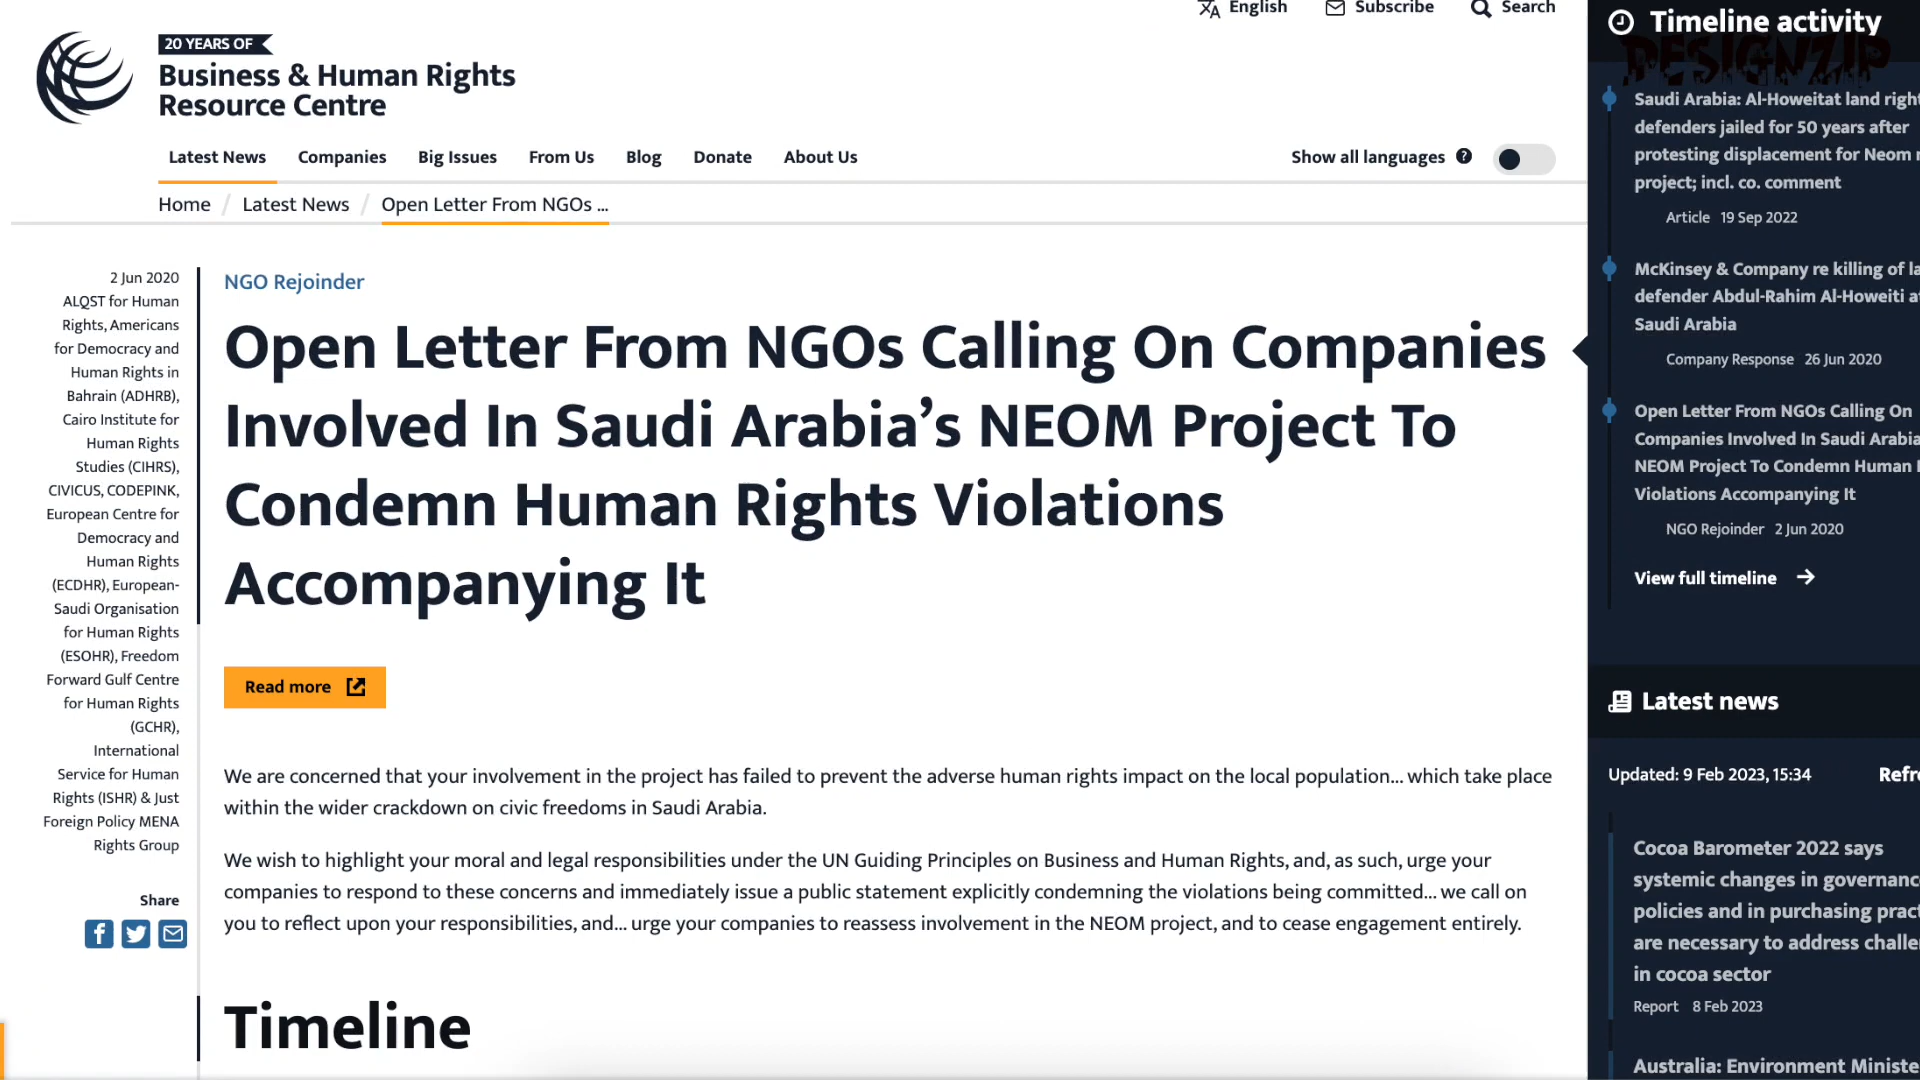 English
Subscribe
Search
20 YEARS OF
Business & Human Rights
Resource Centre
Latest News
Companies
Big Issues
From Us
Blog
Donate
About Us
Show all languages ?
Home / Latest News / Open Letter From NGOs ...
2 Jun 2020
ALQST for Human
Rights, Americans
for Democracy and
Human Rights in
Bahrain (ADHRB),
Cairo Institute for
Human Rights
Studies (CIHRS),
CIVICUS, CODEPINK,
European Centre for
Democracy and
Human Rights
(ECDHR), European-
Saudi Organisation
for Human Rights
(ESOHR), Freedom
Forward Gulf Centre
for Human Rights
(GCHR),
International
Service for Human
Rights (ISHR) & Just
Foreign Policy MENA
Rights Group
Share
NGO Rejoinder
Open Letter From NGOs Calling On Companies
Involved In Saudi Arabia’s NEOM Project To
Condemn Human Rights Violations
Accompanying It
Read more
We are concerned that your involvement in the project has failed to prevent the adverse human rights impact on the local population... which take place
within the wider crackdown on civic freedoms in Saudi Arabia.
We wish to highlight your moral and legal responsibilities under the UN Guiding Principles on Business and Human Rights, and, as such, urge your
companies to respond to these concerns and immediately issue a public statement explicitly condemning the violations being committed... we call on
you to reflect upon your responsibilities, and... urge your companies to reassess involvement in the NEOM project, and to cease engagement entirely.
Timeline
Timeline activity
DESIGNZIP
Saudi Arabia: Al-Howeitat land
defenders jailed for 50 years after
protesting displacement for Neom
project; incl. co. comment
Article 19 Sep 2022
McKinsey & Company re killing of
defender Abdul-Rahim Al-Howeiti
Saudi Arabia
Company Response 26 Jun 2020
Open Letter From NGOs Calling On
Companies Involved In Saudi Arabia
NEOM Project To Condemn Human
Violations Accompanying It
NGO Rejoinder 2 Jun 2020
View full timeline
Latest news
Updated: 9 Feb 2023, 15:34
Cocoa Barometer 2022 says
systemic changes in
policies and in purchasing
are necessary to address
in cocoa sector
Report 8 Feb 2023
Australia: Environment